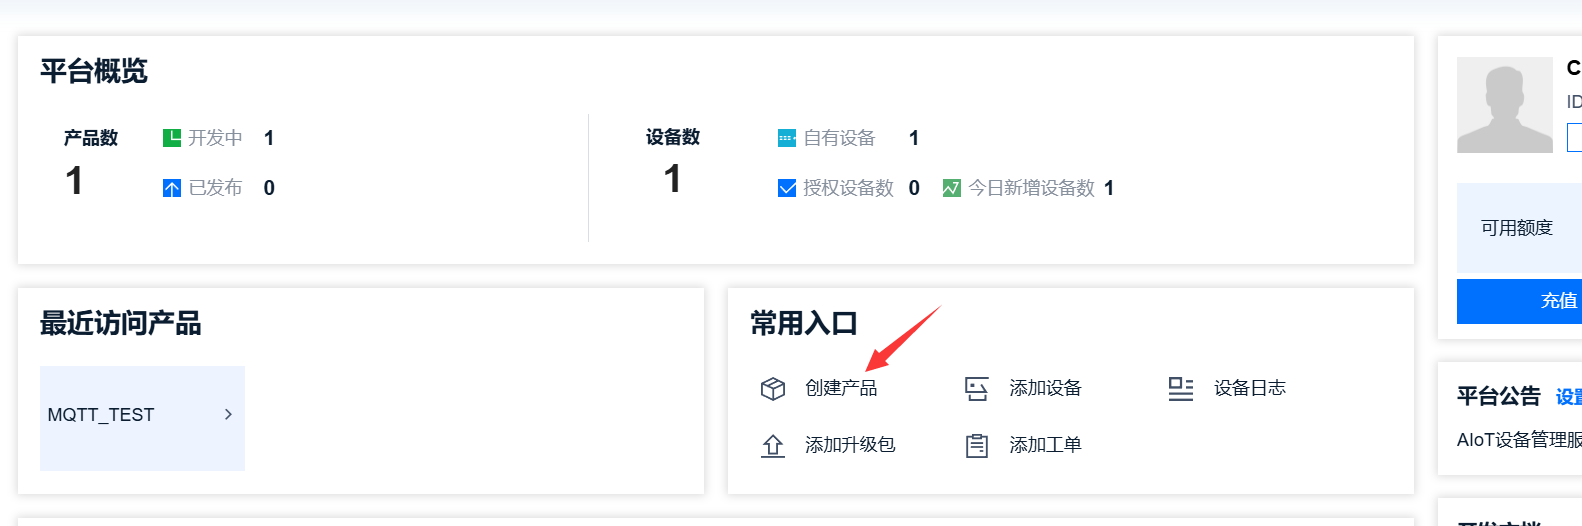 平台概览
产品数
1
开发中 1
已发布 0
设备数
1
自有设备 1
授权设备数 0 今日新增设备数 1
最近访问产品
MQTT_TEST
常用入口
创建产品 添加设备 设备日志
添加升级包 添加工单
C
ID
可用额度
充值
平台公告 设置
AIoT设备管理服
开发文档